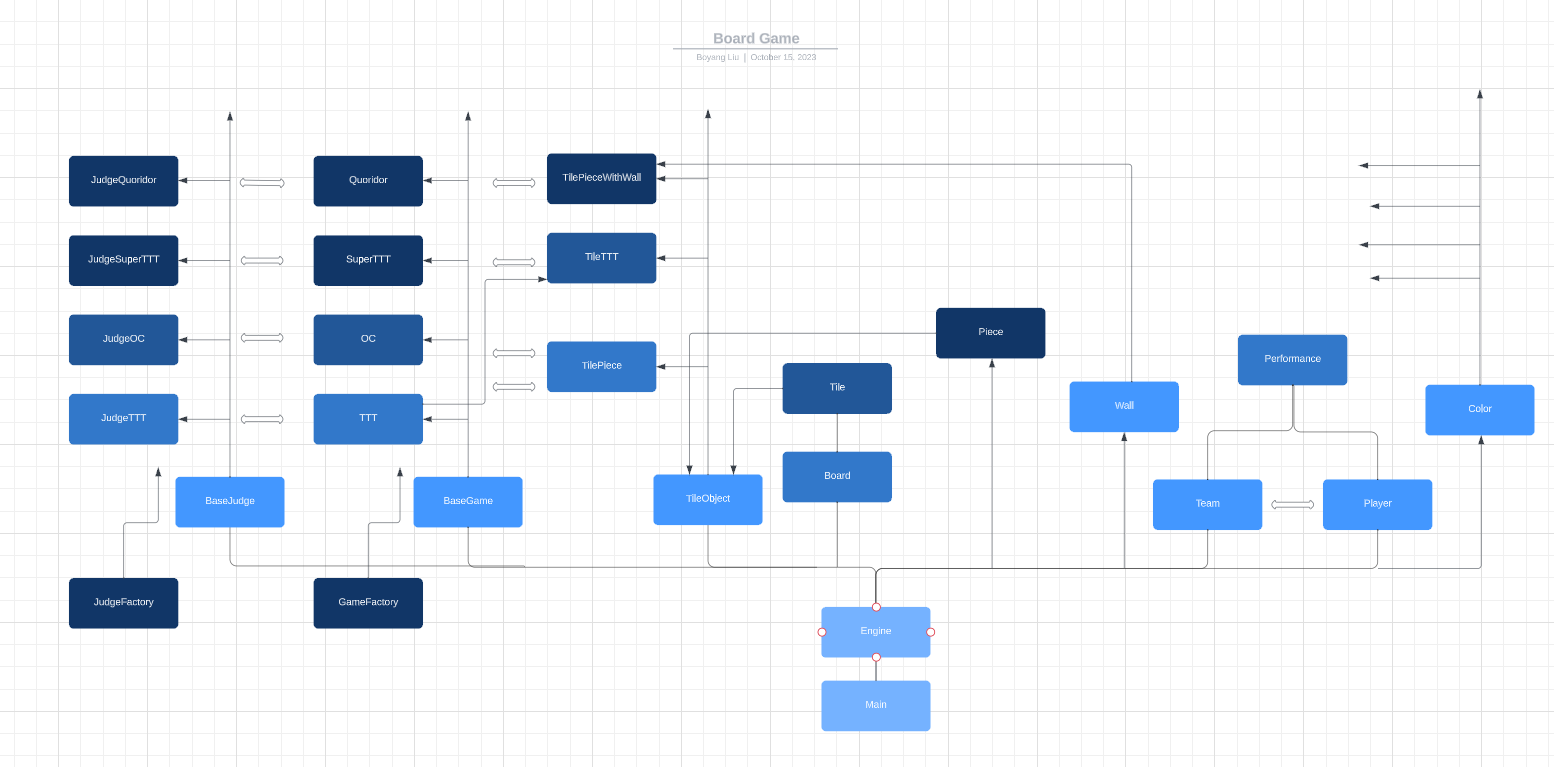 Board Game
Boyang Liu | October 15, 2023
JudgeQuoridor
Quoridor
TilePieceWIthWall
JudgeSuperTTT
SuperTTT
TileTTT
JudgeOC
OC
TilePiece
Piece
Performance
Tile
Wall
Color
JudgeTTT
TTT
BaseJudge
BaseGame
TileObject
Board
Team
Player
JudgeFactory
GameFactory
Engine
Main